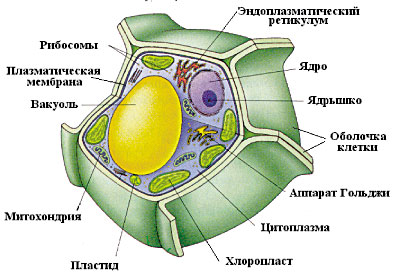 Эндоплазматический
ретикулум
Рибосомы
Плазматическая
мембрана
Ядро
Вакуоль
Ядрышко
Оболочка
клетки
Аппарат Гольджи
Митохондрия
Цитоплазма
Хлоропласт
Пластид